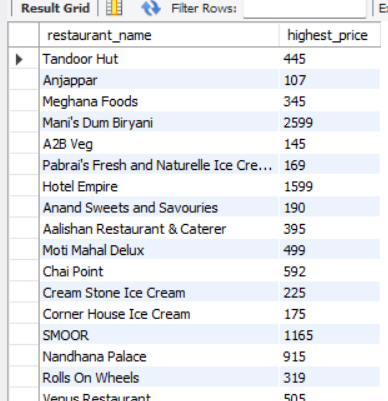 Result Grid Filter Rows:
restaurant_name highest_price
Tandoor Hut 445
Anjappar 107
Meghana Foods 345
Mani's Dum Biryani 2599
A2B Veg 145
Pabrai's Fresh and Naturelle Ice Cre... 169
Hotel Empire 1599
Anand Sweets and Savouries 190
Aalishan Restaurant & Caterer 395
Moti Mahal Delux 499
Chai Point 592
Cream Stone Ice Cream 225
Corner House Ice Cream 175
SMOOR 1165
Nandhana Palace 915
Rolls On Wheels 319
Venus Restaurant 505